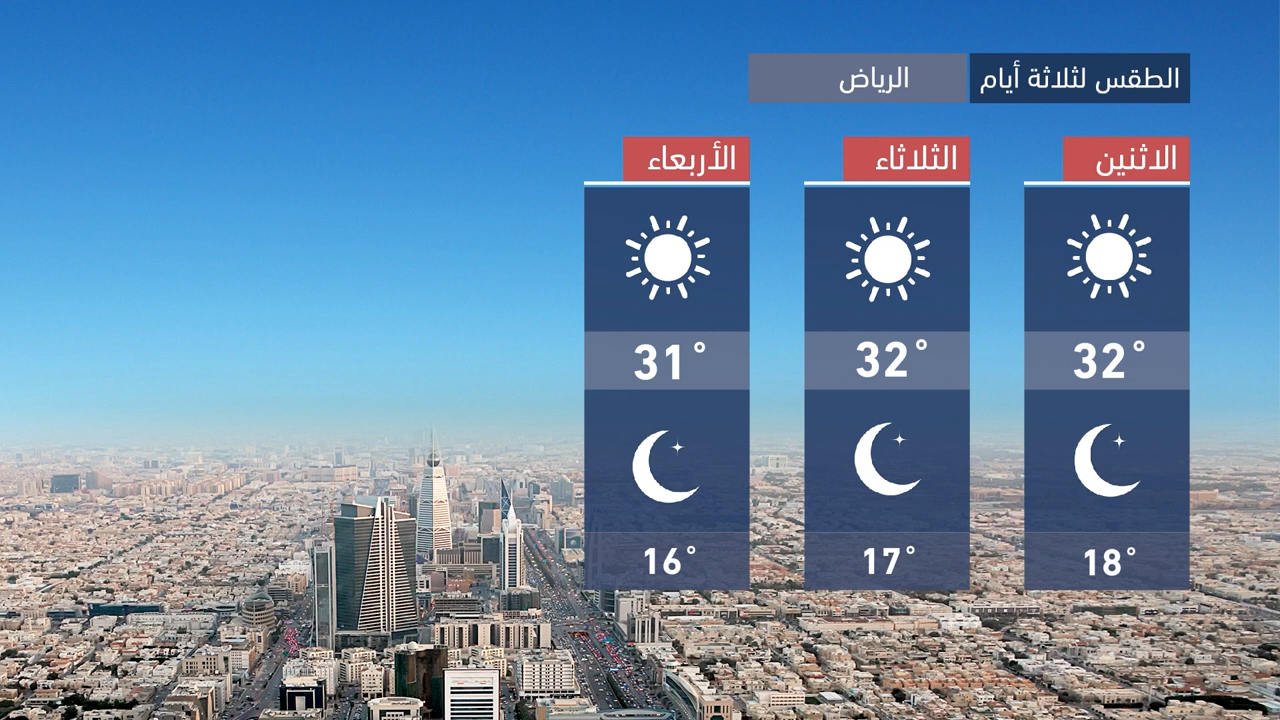 الطقس لثلاثة أيام
الرياض
الاثنين
الثلاثاء
الأربعاء
32°
32°
31°
18°
17°
16°